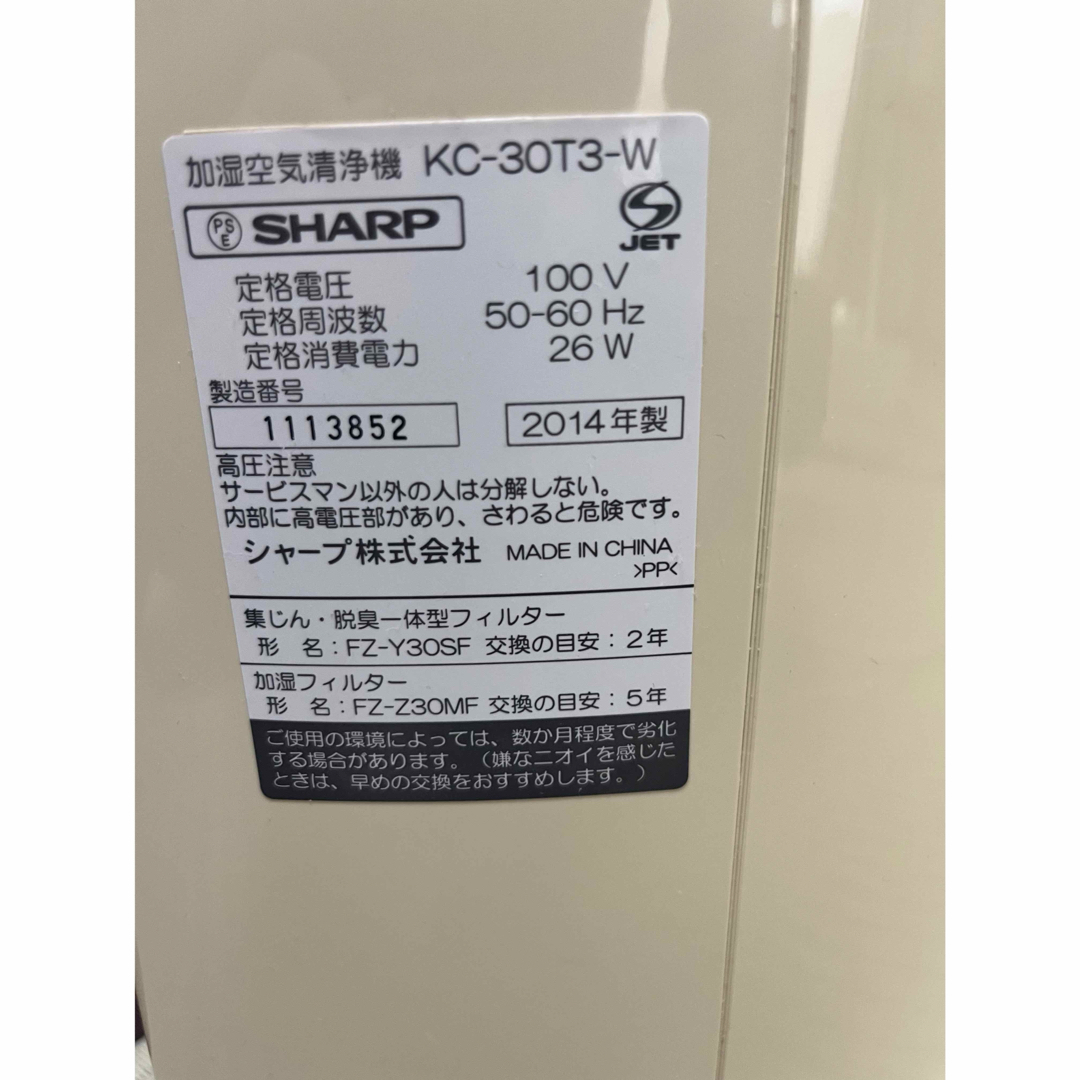 加湿空気清浄機 KC-30T3-W
PS E SHARP
JET
定格電圧 100 V
定格周波数 50-60 Hz
定格消費電力 26 W
製造番号
1113852 2014年製
高圧注意
サービスマン以外の人は分解しない。
内部に高電圧部があり、さわると危険です。
シャープ株式会社 MADE IN CHINA
>PP<
集じん・脱臭一体型フィルター
形 名:FZ-Y30SF 交換の目安:2年
加湿フィルター
形 名:FZ-Z30MF 交換の目安:5年
ご使用の環境によっては、数か月程度で劣化
する場合があります。(嫌なニオイを感じた
ときは、早めの交換をおすすめします。)